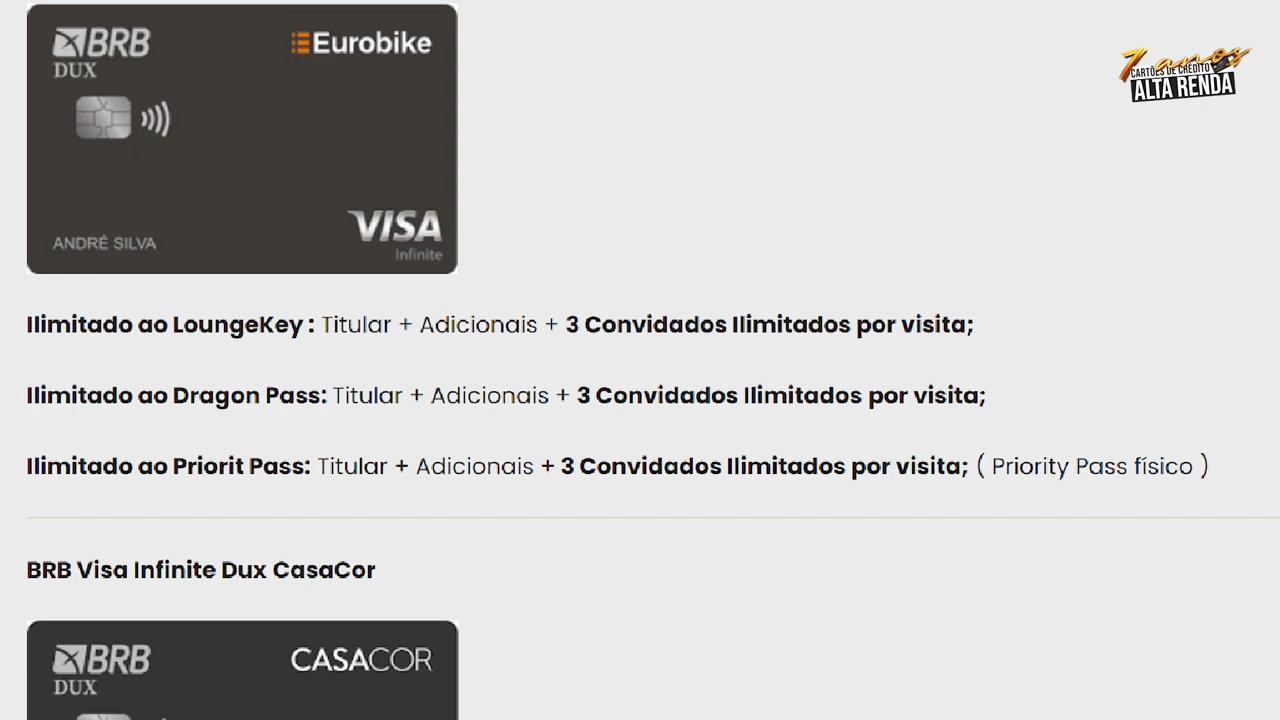 BRB
DUX
Eurobike
7 anos
CARTÕES DE CRÉDITO
ALTA RENDA
ANDRÉ SILVA
VISA
Infinite
Ilimitado ao LoungeKey : Titular + Adicionais + 3 Convidados Ilimitados por visita;
Ilimitado ao Dragon Pass: Titular + Adicionais + 3 Convidados Ilimitados por visita;
Ilimitado ao Priorit Pass: Titular + Adicionais + 3 Convidados Ilimitados por visita; ( Priority Pass físico )
BRB Visa Infinite Dux CasaCor
BRB
DUX
CASACOR